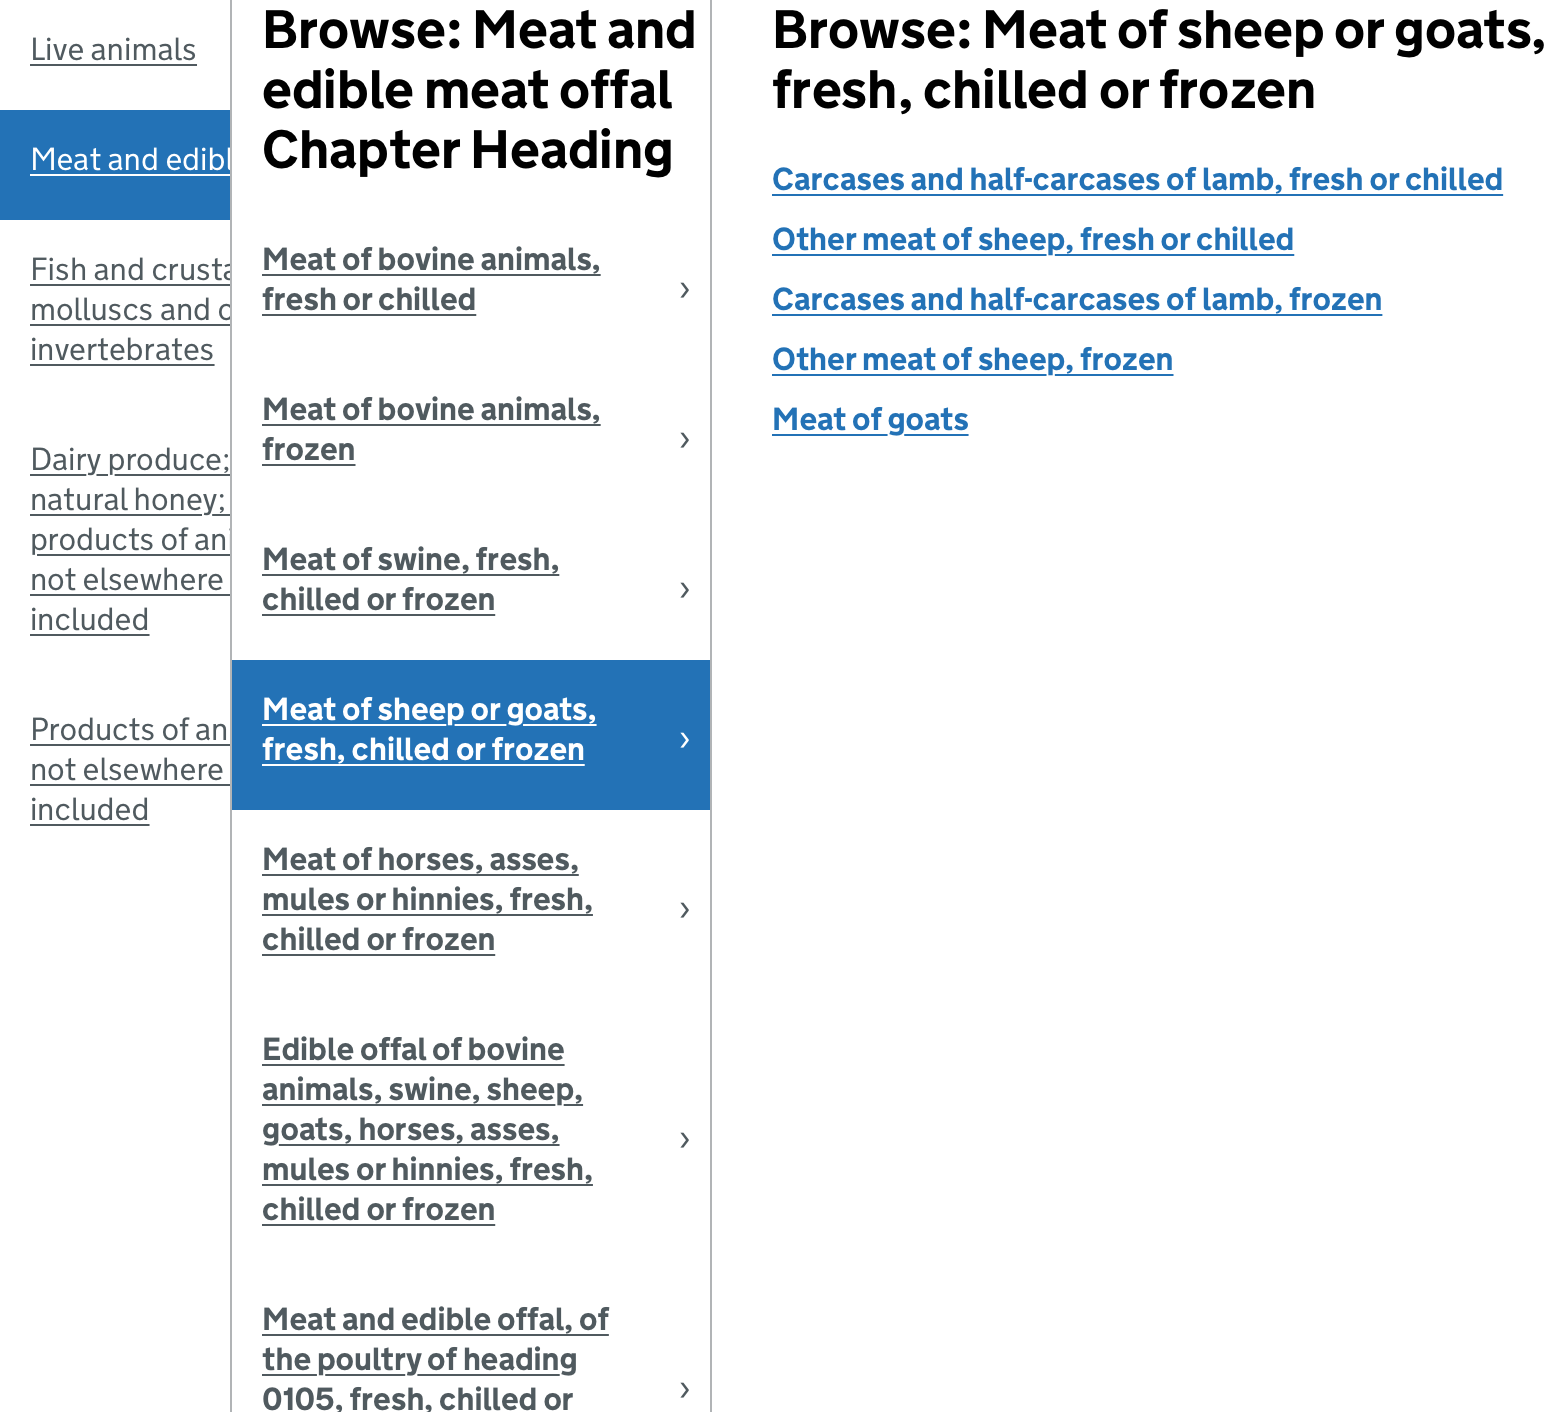 Live animals
Meat and edibl
Fish and crusta
molluscs and
invertebrates
Dairy produce;
natural honey;
products of an
not elsewhere
included
Products of an
not elsewhere
included
Browse: Meat and
edible meat offal
Chapter Heading
Meat of bovine animals,
fresh or chilled
›
Meat of bovine animals,
frozen
›
Meat of swine, fresh,
chilled or frozen
›
Meat of sheep or goats,
fresh, chilled or frozen
›
Meat of horses, asses,
mules or hinnies, fresh,
chilled or frozen
›
Edible offal of bovine
animals, swine, sheep,
goats, horses, asses,
mules or hinnies, fresh,
chilled or frozen
›
Meat and edible offal, of
the poultry of heading
0105, fresh, chilled or
›
Browse: Meat of sheep or goats,
fresh, chilled or frozen
Carcases and half-carcases of lamb, fresh or chilled
Other meat of sheep, fresh or chilled
Carcases and half-carcases of lamb, frozen
Other meat of sheep, frozen
Meat of goats